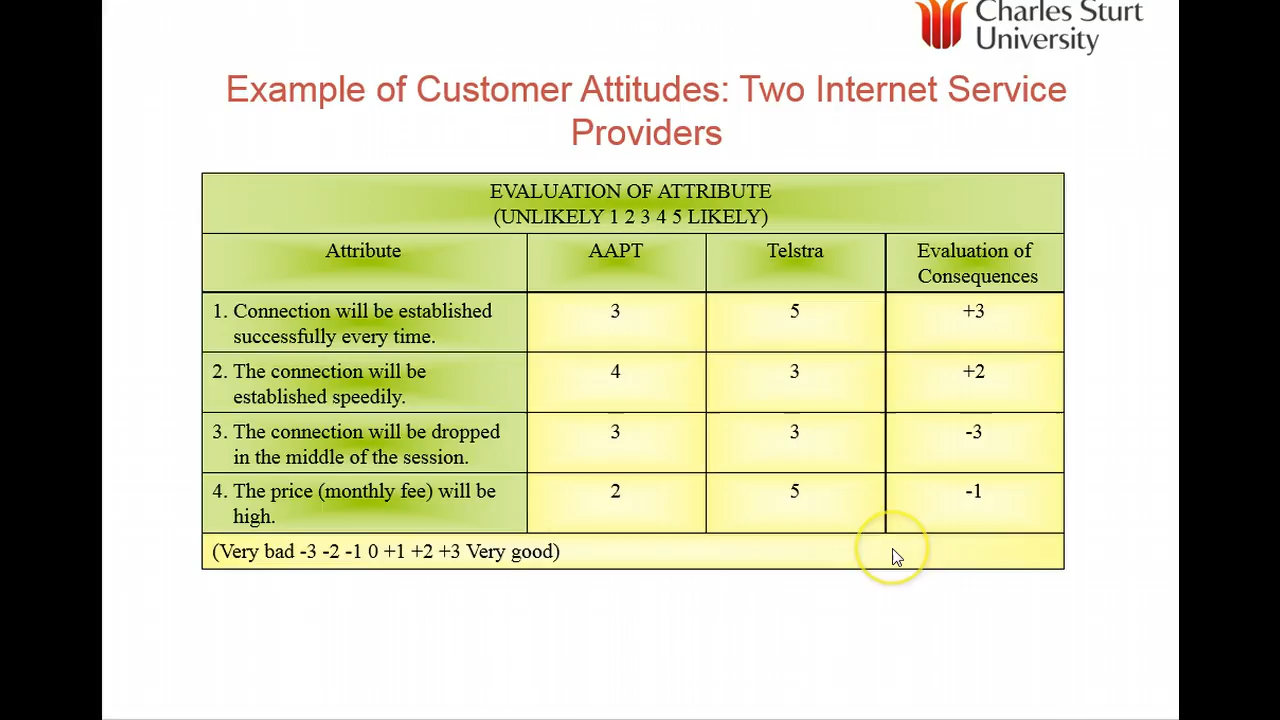 Charles Sturt
University
Example of Customer Attitudes: Two Internet Service
Providers
EVALUATION OF ATTRIBUTE
(UNLIKELY 1 2 3 4 5 LIKELY)
Attribute AAPT Telstra Evaluation of
Consequences
1. Connection will be established 3 5 +3
successfully every time.
2. The connection will be 4 3 +2
established speedily.
3. The connection will be dropped 3 3 -3
in the middle of the session.
4. The price (monthly fee) will be 2 5 -1
high.
(Very bad -3 -2 -1 0 +1 +2 +3 Very good)